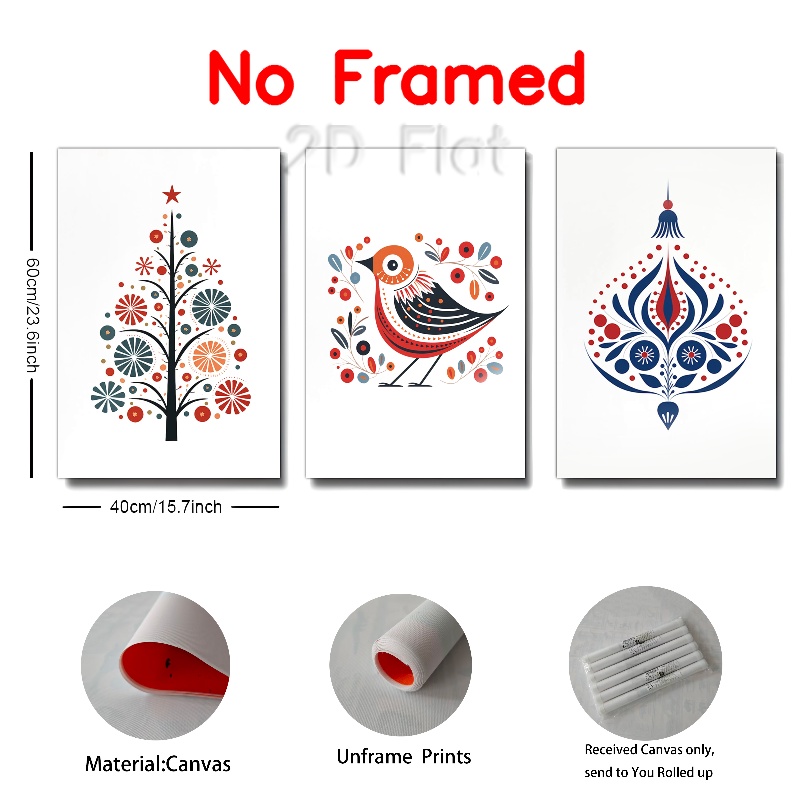 No Framed
2D Flat
60cm/23.6inch
40cm/15.7inch
Material:Canvas
Unframe Prints
Received Canvas only,
send to You Rolled up